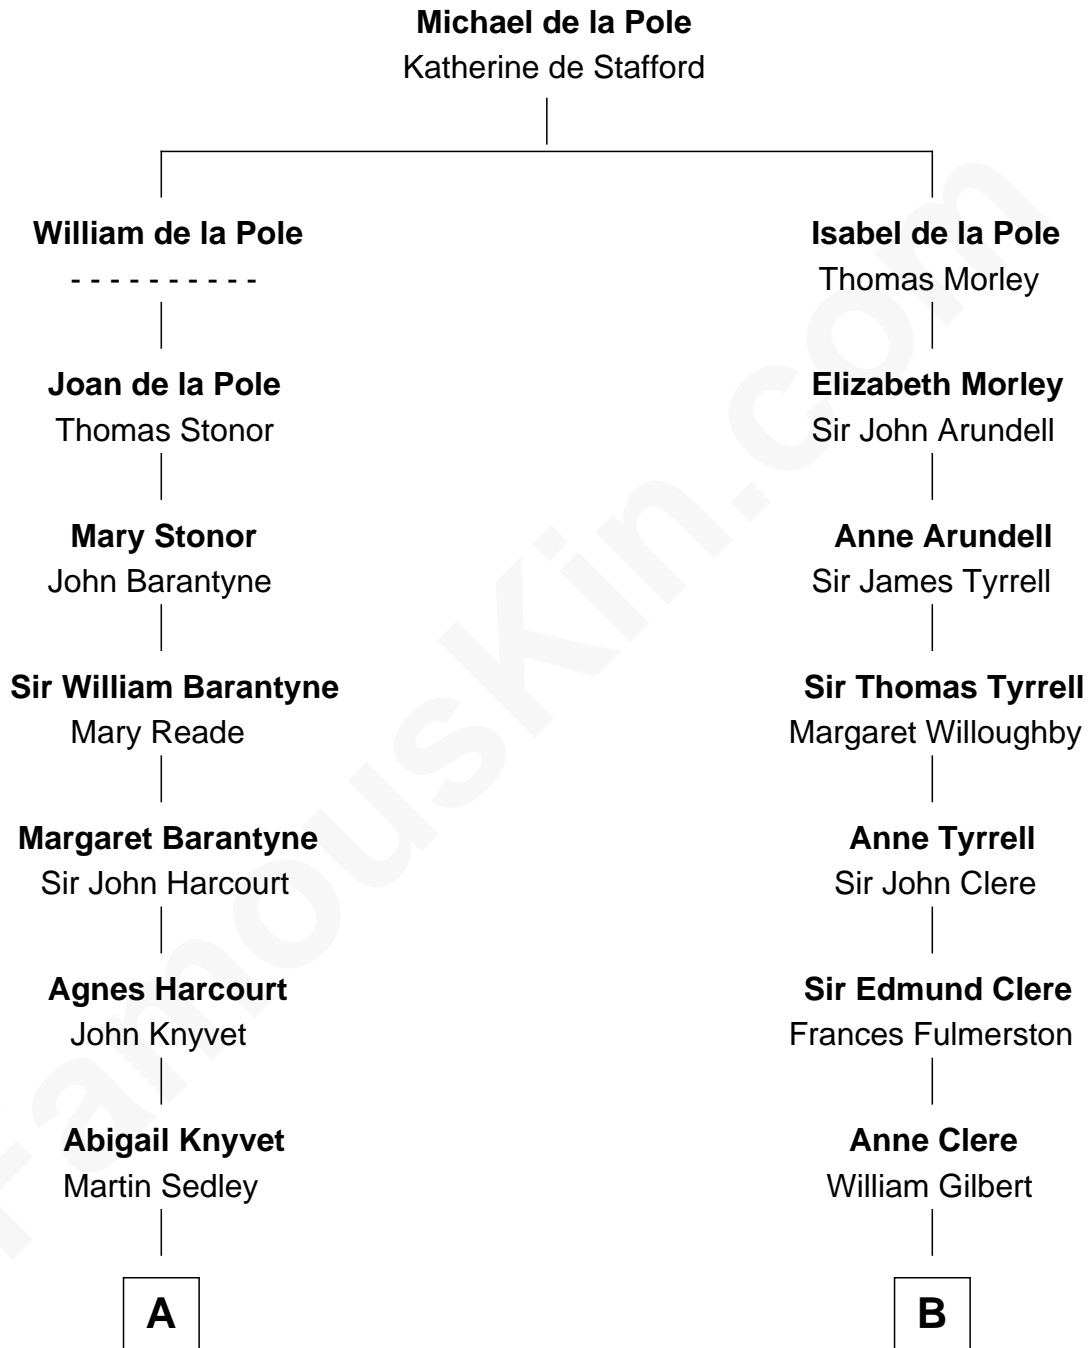 Michael de la Pole
Katherine de Stafford
William de la Pole
- - - - - - - - - -
Joan de la Pole
Thomas Stonor
Mary Stonor
John Barantyne
Sir William Barantyne
Mary Reade
Margaret Barantyne
Sir John Harcourt
Agnes Harcourt
John Knyvet
Abigail Knyvet
Martin Sedley
A
Isabel de la Pole
Thomas Morley
Elizabeth Morley
Sir John Arundell
Anne Arundell
Sir James Tyrrell
Sir Thomas Tyrrell
Margaret Willoughby
Anne Tyrrell
Sir John Clere
Sir Edmund Clere
Frances Fulmerston
Anne Clere
William Gilbert
B
FamousKin.com